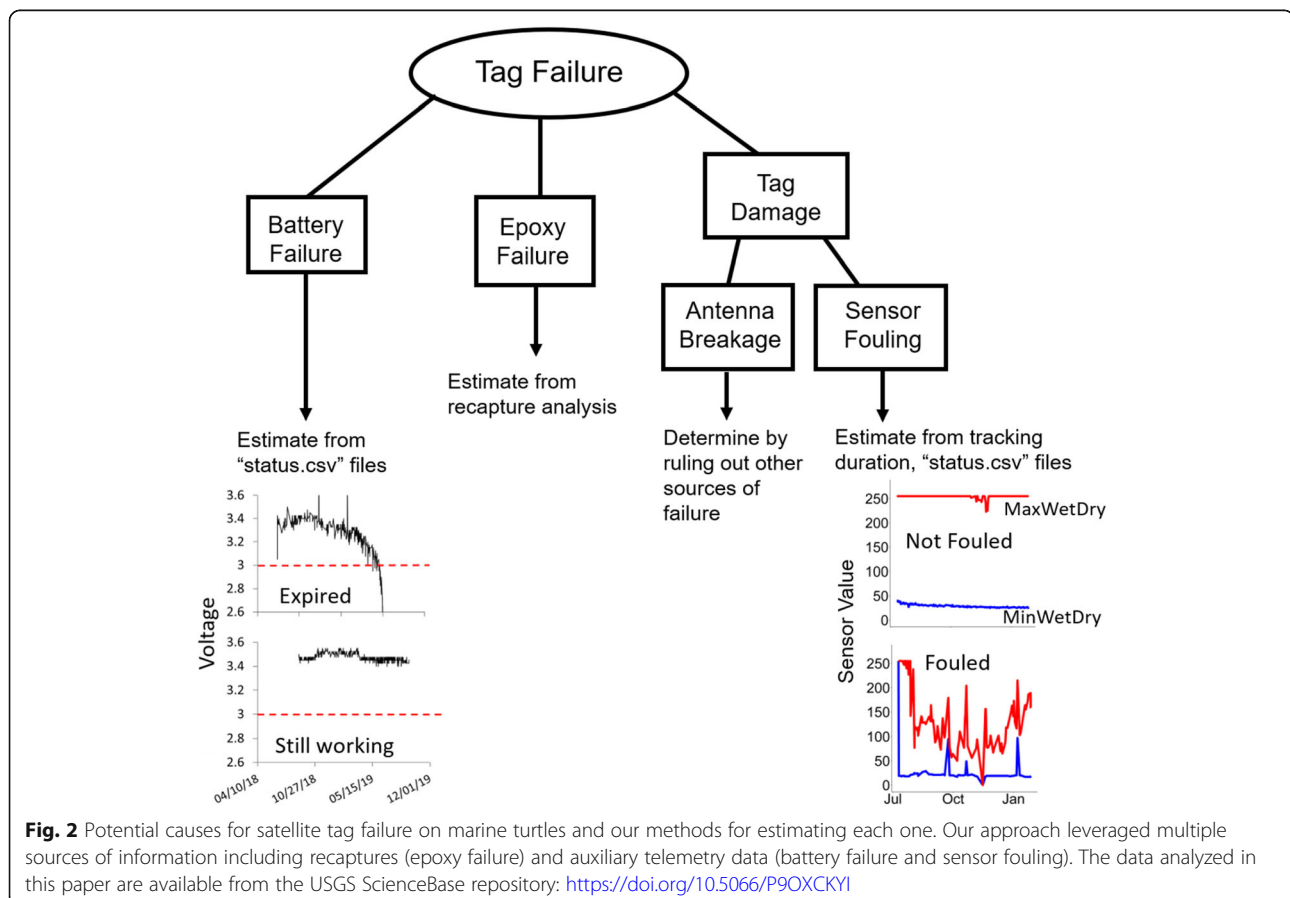 Tag Failure
Battery
Failure
Epoxy
Failure
Tag
Damage
Antenna
Breakage
Sensor
Fouling
Estimate from
"status.csv" files
Estimate from
recapture analysis
Determine by
ruling out other
sources of
failure
Estimate from tracking
duration, "status.csv" files
Voltage
3.6
3.4
3.2
3
2.8
2.6
Expired
3.6
3.4
3.2
3
2.8
2.6
Still working
04/10/18
10/27/18
05/15/19
12/01/19
Sensor Value
250
200
150
100
50
0
MaxWetDry
Not Fouled
MinWetDry
250
200
150
100
50
0
Fouled
Jul
Oct
Jan
Fig. 2 Potential causes for satellite tag failure on marine turtles and our methods for estimating each one. Our approach leveraged multiple
sources of information including recaptures (epoxy failure) and auxiliary telemetry data (battery failure and sensor fouling). The data analyzed in
this paper are available from the USGS ScienceBase repository: https://doi.org/10.5066/P9OXCKYI